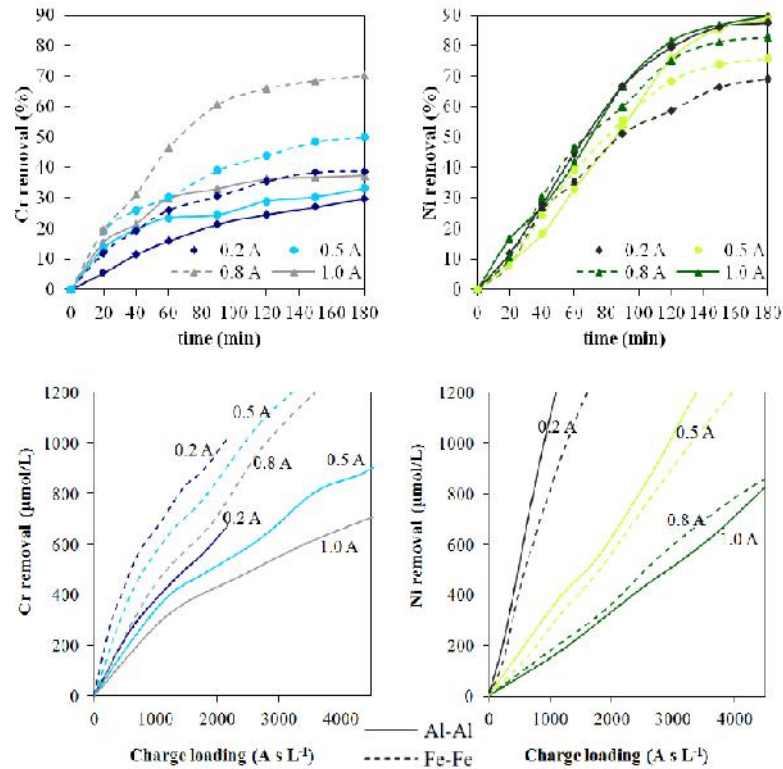 90
80
70
60
50
40
30
20
10
0
Cr removal (%)
0.2 A
0.5 A
0.8 A
1.0 A
0 20 40 60 80 100 120 140 160 180
time (min)
90
80
70
60
50
40
30
20
10
0
Ni removal (%)
0.2 A
0.5 A
0.8 A
1.0 A
0 20 40 60 80 100 120 140 160 180
time (min)
1200
1000
800
600
400
200
0
Cr removal (µmol/L)
0.5 A
0.2 A
0.8 A
0.5 A
0.2 A
1.0 A
0 1000 2000 3000 4000
Charge loading (A s L⁻¹)
1200
1000
800
600
400
200
0
Ni removal (µmol/L)
0.2 A
0.5 A
0.8 A
1.0 A
0 1000 2000 3000 4000
Charge loading (A s L⁻¹)
Al-Al
Fe-Fe